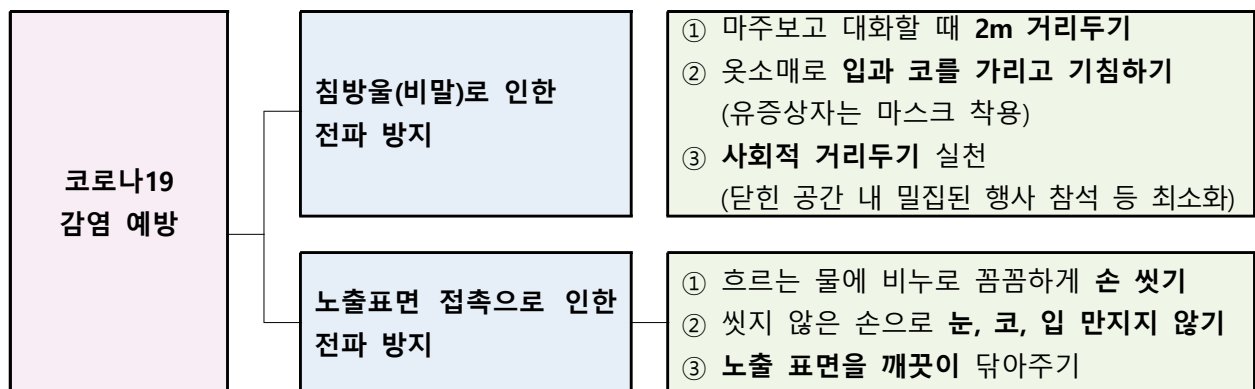 코로나19
감염 예방
침방울(비말)로 인한
전파 방지
① 마주보고 대화할 때 2m 거리두기
② 옷소매로 입과 코를 가리고 기침하기
(유증상자는 마스크 착용)
③ 사회적 거리두기 실천
(닫힌 공간 내 밀집된 행사 참석 등 최소화)
노출표면 접촉으로 인한
전파 방지
① 흐르는 물에 비누로 꼼꼼하게 손 씻기
② 씻지 않은 손으로 눈, 코, 입 만지지 않기
③ 노출 표면을 깨끗이 닦아주기